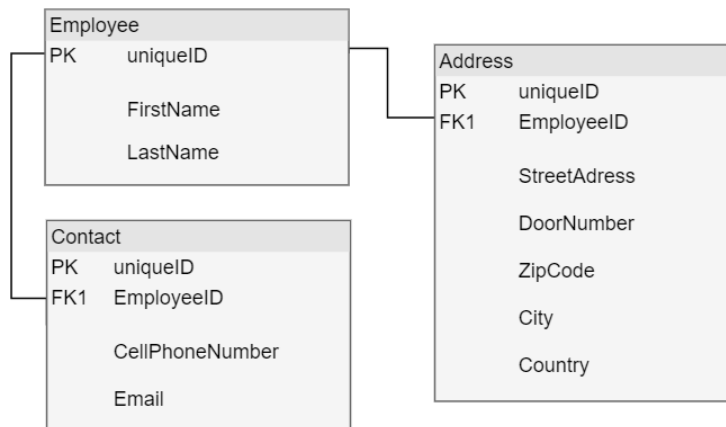 Employee
PK uniqueID
FirstName
LastName
Contact
PK uniqueID
FK1 EmployeeID
CellPhoneNumber
Email
Address
PK uniqueID
FK1 EmployeeID
StreetAdress
DoorNumber
ZipCode
City
Country